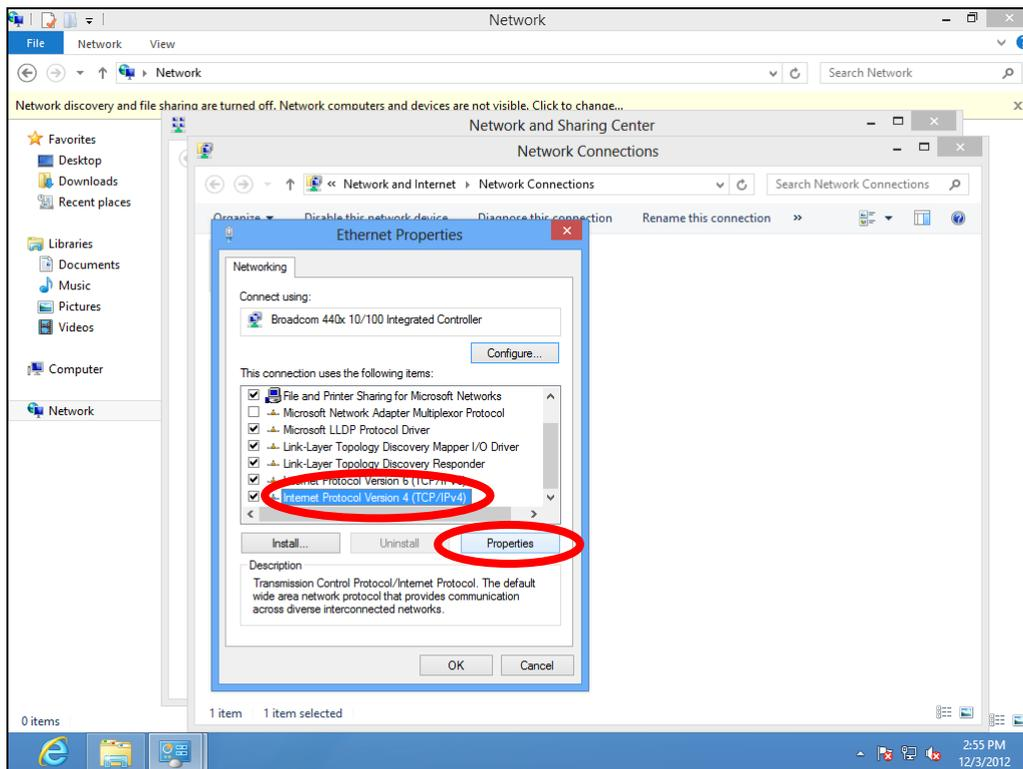 Network
File Network View
Network
Search Network
Network discovery and file sharing are turned off. Network computers and devices are not visible. Click to change...
Favorites
Desktop
Downloads
Recent places
Libraries
Documents
Music
Pictures
Videos
Computer
Network
0 items
Network and Sharing Center
Network Connections
« Network and Internet Network Connections
Search Network Connections
Organize Disable this network device Diagnose this connection Rename this connection »
Ethernet Properties
Networking
Connect using:
Broadcom 440x 10/100 Integrated Controller
Configure...
This connection uses the following items:
File and Printer Sharing for Microsoft Networks
Microsoft Network Adapter Multiplexor Protocol
Microsoft LLDP Protocol Driver
Link-Layer Topology Discovery Mapper I/O Driver
Link-Layer Topology Discovery Responder
Internet Protocol Version 6 (TCP/IPv6)
Internet Protocol Version 4 (TCP/IPv4)
Install... Uninstall Properties
Description
Transmission Control Protocol/Internet Protocol. The default
wide area network protocol that provides communication
across diverse interconnected networks.
OK Cancel
1 item 1 item selected
2:55 PM
12/3/2012